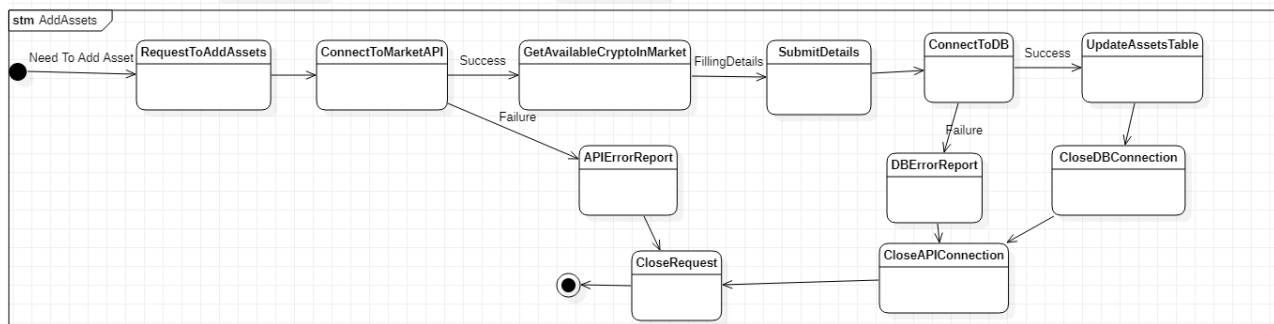 stm AddAssets
Need To Add Asset
RequestToAddAssets
ConnectToMarketAPI
Success
GetAvailableCryptoInMarket
FillingDetails
SubmitDetails
ConnectToDB
Success
UpdateAssetsTable
Failure
Failure
APIErrorReport
DBErrorReport
CloseDBConnection
CloseRequest
CloseAPIConnection